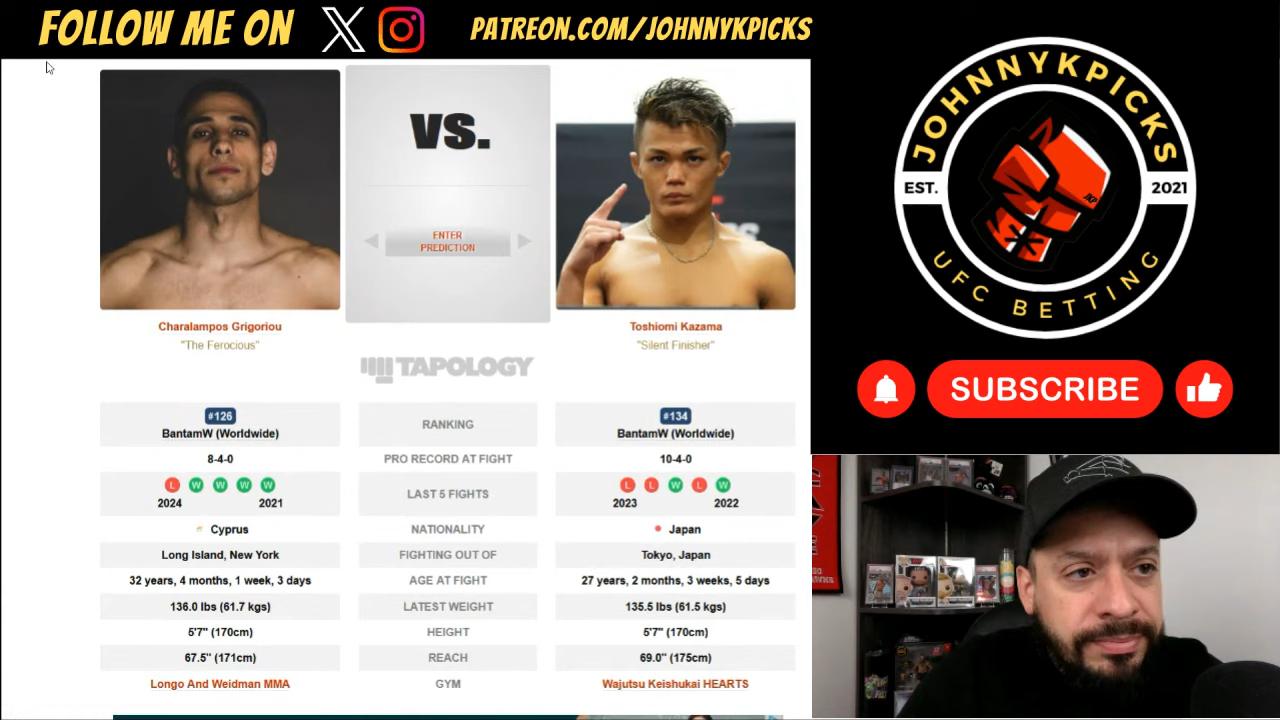 FOLLOW ME ON
PATREON.COM/JOHNNYKPICKS
VS.
ENTER
PREDICTION
Charalampos Grigoriou
"The Ferocious"
Toshiomi Kazama
"Silent Finisher"
TAPOLOGY
#126
BantamW (Worldwide)
RANKING
#134
BantamW (Worldwide)
8-4-0
PRO RECORD AT FIGHT
10-4-0
L W W W W
2024 2021
LAST 5 FIGHTS
L L W L W
2023 2022
Cyprus
NATIONALITY
Japan
Long Island, New York
FIGHTING OUT OF
Tokyo, Japan
32 years, 4 months, 1 week, 3 days
AGE AT FIGHT
27 years, 2 months, 3 weeks, 5 days
136.0 lbs (61.7 kgs)
LATEST WEIGHT
135.5 lbs (61.5 kgs)
5'7" (170cm)
HEIGHT
5'7" (170cm)
67.5" (171cm)
REACH
69.0" (175cm)
Longo And Weidman MMA
GYM
Wajutsu Keishukai HEARTS
JOHNNYKPICKS
EST.
2021
JKP
UFC BETTING
SUBSCRIBE